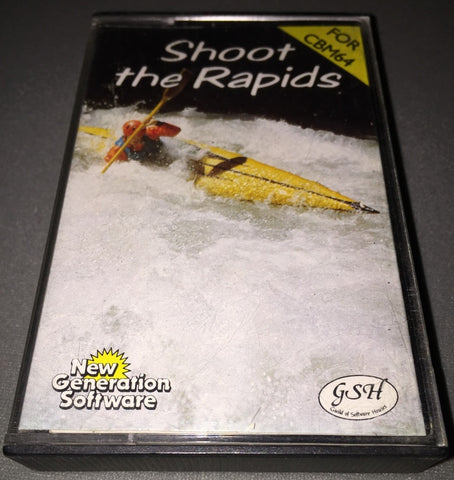 Shoot
the Rapids
FOR
CBM64
New
Generation
Software
GSH
Guild of Software Houses